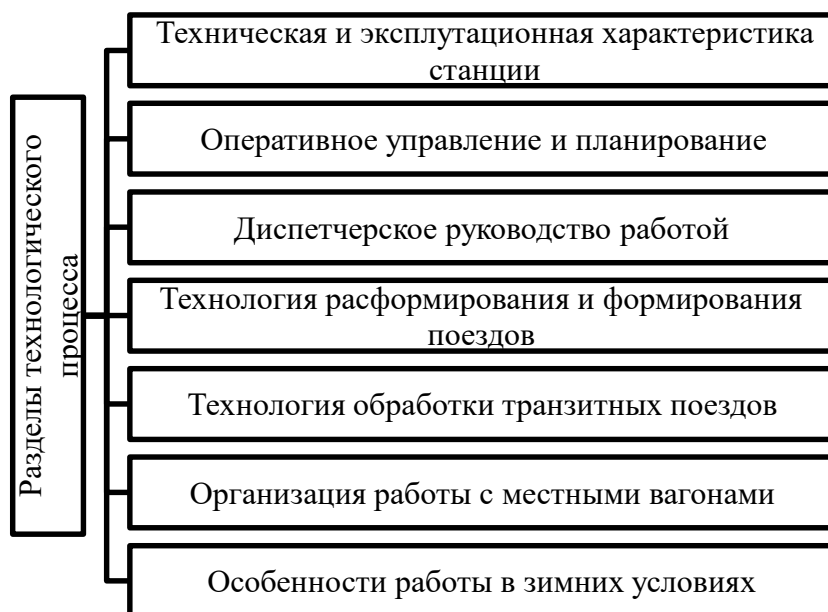 Разделы технологического
процесса
Техническая и эксплутационная характеристика
станции
Оперативное управление и планирование
Диспетчерское руководство работой
Технология расформирования и формирования
поездов
Технология обработки транзитных поездов
Организация работы с местными вагонами
Особенности работы в зимних условиях